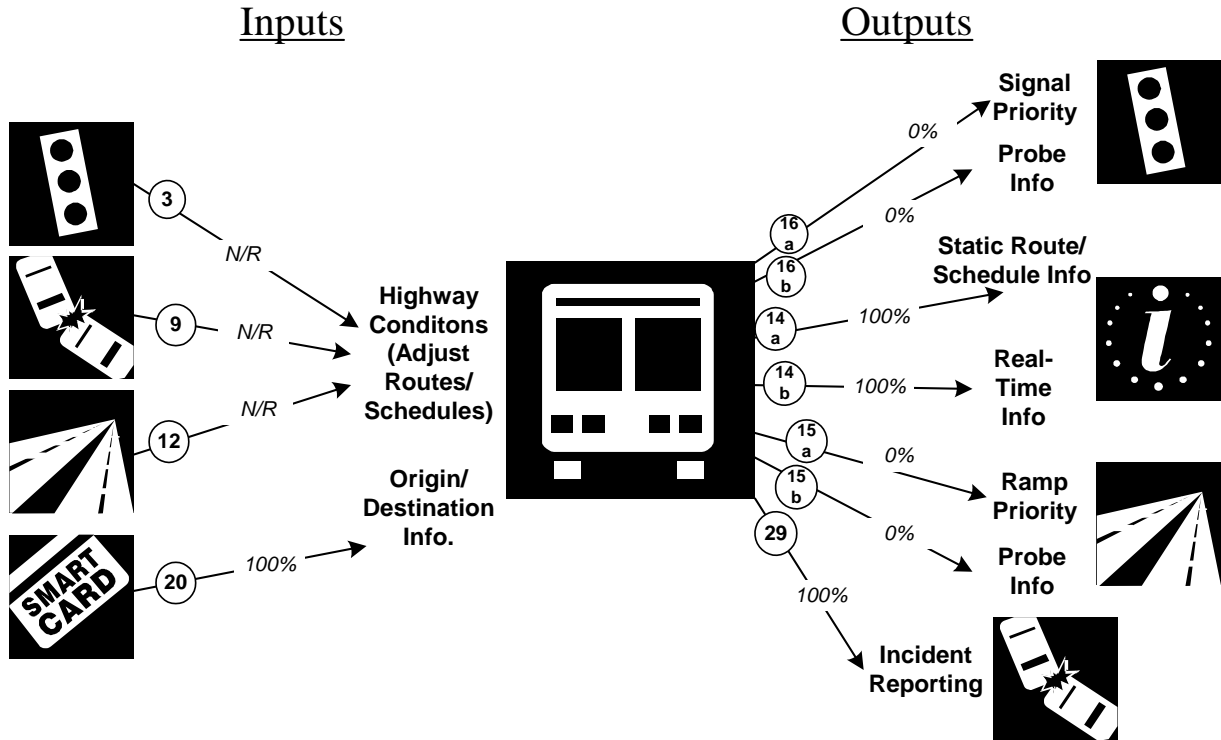 Inputs
Outputs
3
N/R
9
N/R
12
N/R
Highway
Conditons
(Adjust
Routes/
Schedules)
SMART
CARD
20
100%
Origin/
Destination
Info.
16
a
0%
Signal
Priority
16
b
0%
Probe
Info
14
a
100%
Static Route/
Schedule Info
i
14
b
100%
Real-
Time
Info
15
a
0%
Ramp
Priority
15
b
0%
Probe
Info
29
100%
Incident
Reporting